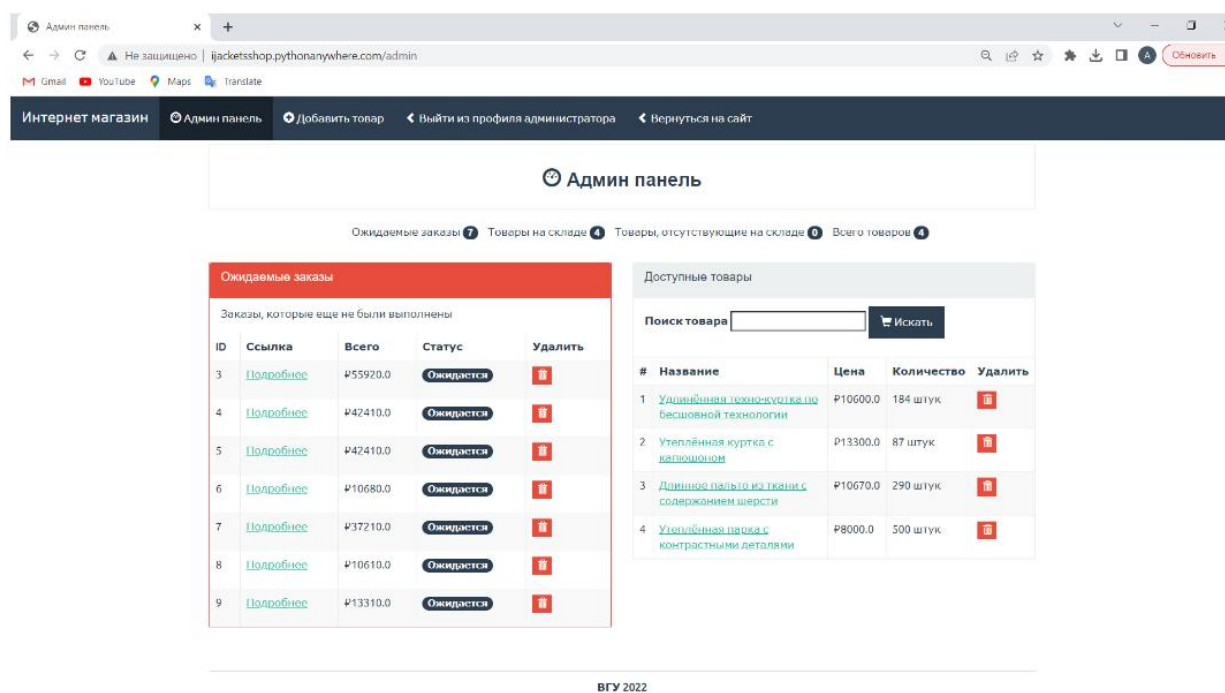 Админ панель
Не защищено | ijacketsshop.pythonanywhere.com/admin
Обновить
Gmail YouTube Maps Translate
Интернет магазин Админ панель Добавить товар Выйти из профиля администратора Вернуться на сайт
Админ панель
Ожидаемые заказы 7 Товары на складе 4 Товары, отсутствующие на складе 0 Всего товаров 4
Ожидаемые заказы
Заказы, которые еще не были выполнены
ID Ссылка Всего Статус Удалить
3 Подробнее ₽55920.0 Ожидается
4 Подробнее ₽42410.0 Ожидается
5 Подробнее ₽42410.0 Ожидается
6 Подробнее ₽10680.0 Ожидается
7 Подробнее ₽37210.0 Ожидается
8 Подробнее ₽10610.0 Ожидается
9 Подробнее ₽13310.0 Ожидается
Доступные товары
Поиск товара Искать
# Название Цена Количество Удалить
1 Удлинённая техно-куртка по ₽10600.0 184 штук
бесшовной технологии
2 Утеплённая куртка с ₽13300.0 87 штук
капюшоном
3 Длинное пальто из ткани с ₽10670.0 290 штук
содержанием шерсти
4 Утеплённая парка с ₽8000.0 500 штук
контрастными деталями
ВГУ 2022